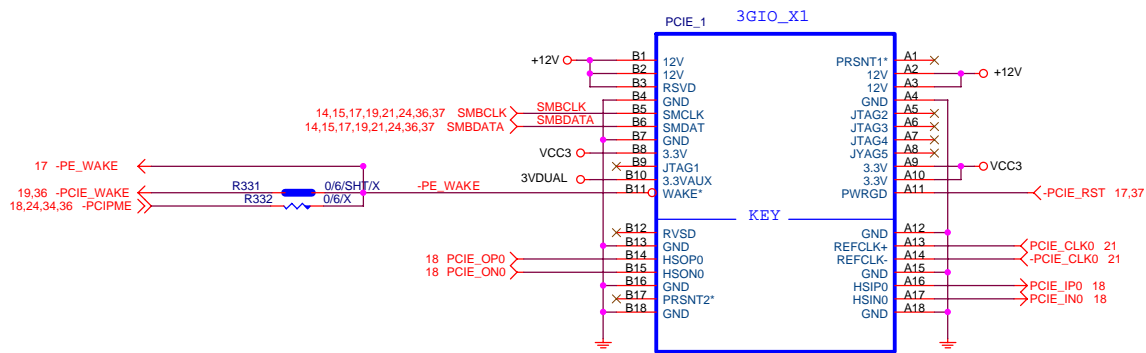 PCIE_1 3GIO_X1
+12V B1 12V PRSNT1* A1
B2 12V 12V A2 +12V
B3 RSVD 12V A3
B4 GND GND A4
14,15,17,19,21,24,36,37 SMBCLK SMBCLK B5 SMCLK JTAG2 A5
14,15,17,19,21,24,36,37 SMBDATA SMBDATA B6 SMDAT JTAG3 A6
B7 GND JTAG4 A7
VCC3 B8 3.3V JYAG5 A8
17 -PE_WAKE B9 JTAG1 3.3V A9 VCC3
3VDUAL B10 3.3VAUX 3.3V A10
19,36 -PCIE_WAKE R331 0/6/SHT/X -PE_WAKE B11 WAKE* PWRGD A11 -PCIE_RST 17,37
18,24,34,36 -PCIPME R332 0/6/X
KEY
B12 RVSD GND A12
B13 GND REFCLK+ A13 PCIE_CLK0 21
18 PCIE_OP0 B14 HSOP0 REFCLK- A14 -PCIE_CLK0 21
18 PCIE_ON0 B15 HSON0 GND A15
B16 GND HSIP0 A16 PCIE_IP0 18
B17 PRSNT2* HSIN0 A17 PCIE_IN0 18
B18 GND GND A18